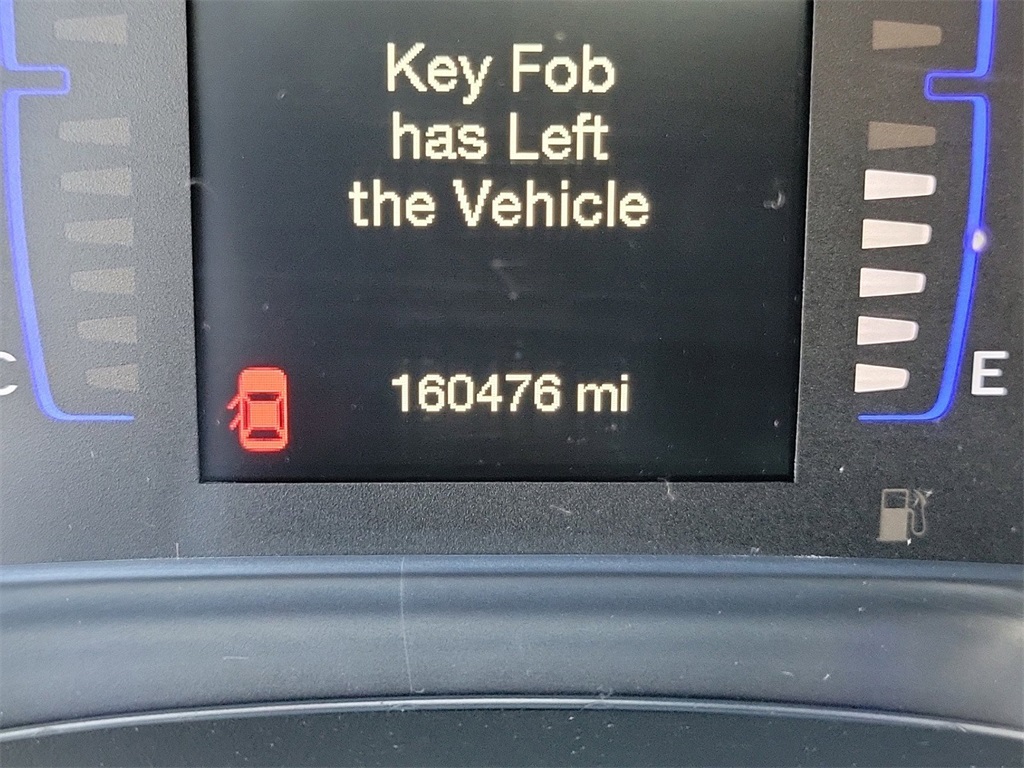 Key Fob
has Left
the Vehicle
160476 mi
C
E